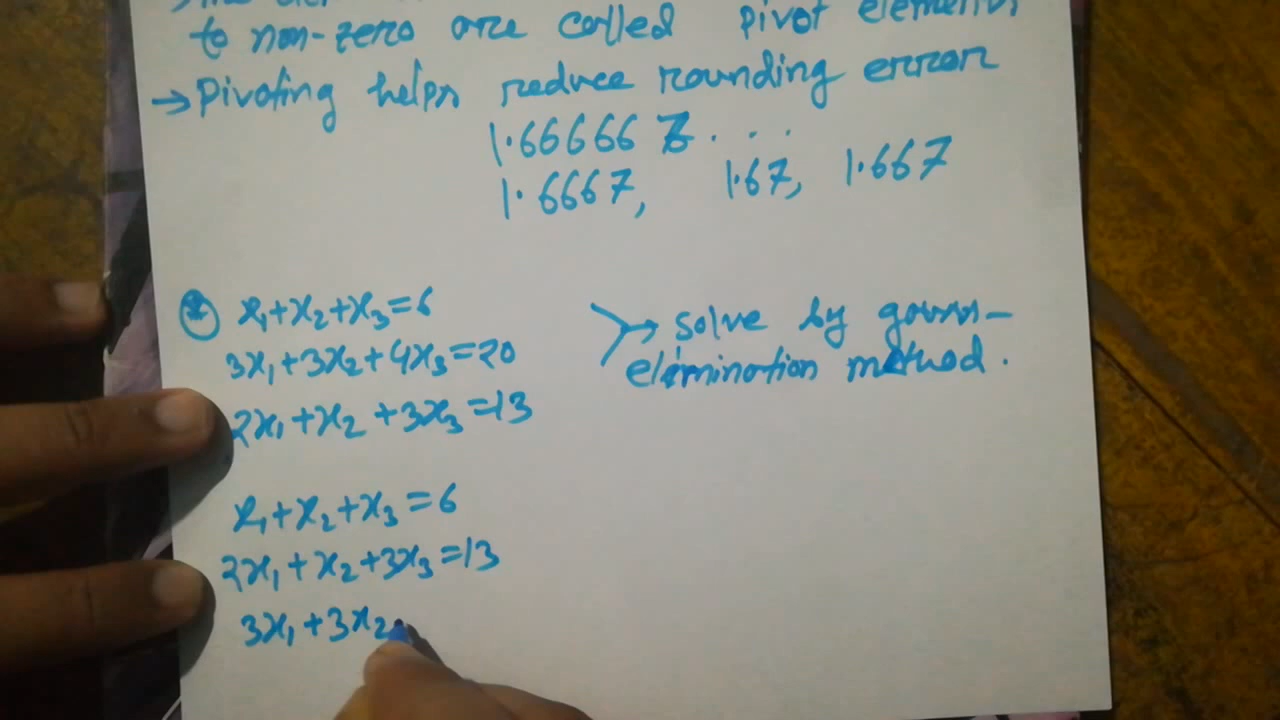 to non-zero are called pivot elements
→ Pivoting helps reduce rounding error
1.66666 7. . .
1.6667, 1.67, 1.667
* x₁+x₂+x₃=6
3x₁+3x₂+4x₃=20
2x₁+x₂+3x₃=13
→ solve by gauss-
elimination method.
x₁+x₂+x₃=6
2x₁+x₂+3x₃=13
3x₁+3x₂